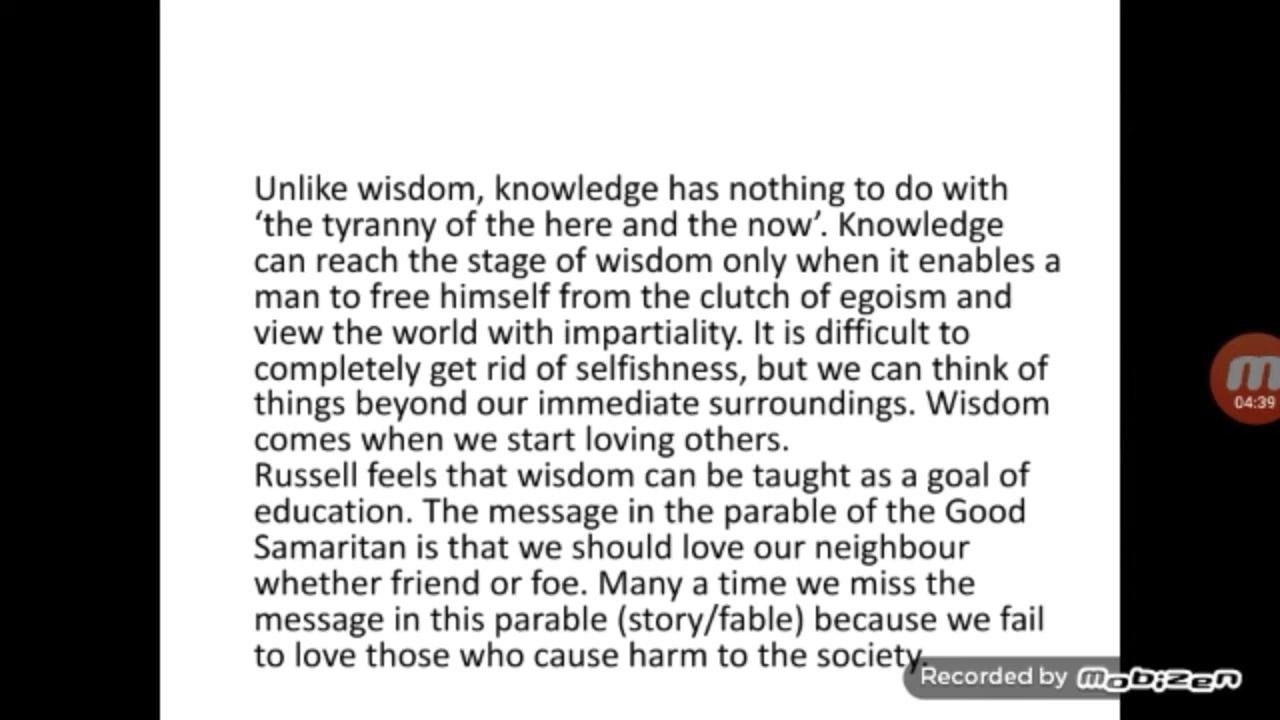 Unlike wisdom, knowledge has nothing to do with
‘the tyranny of the here and the now’. Knowledge
can reach the stage of wisdom only when it enables a
man to free himself from the clutch of egoism and
view the world with impartiality. It is difficult to
completely get rid of selfishness, but we can think of
things beyond our immediate surroundings. Wisdom
comes when we start loving others.
Russell feels that wisdom can be taught as a goal of
education. The message in the parable of the Good
Samaritan is that we should love our neighbour
whether friend or foe. Many a time we miss the
message in this parable (story/fable) because we fail
to love those who cause harm to the society.
04:39
Recorded by mobizen